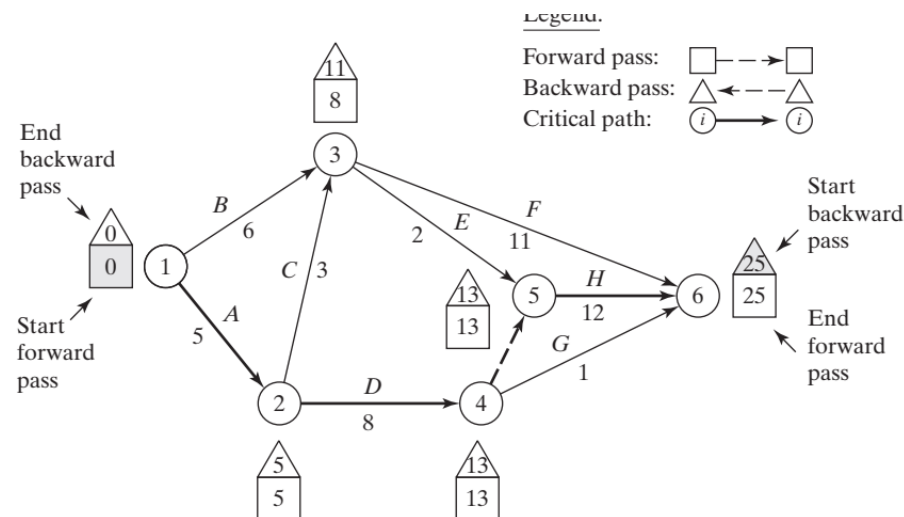 Legend:
Forward pass:
Backward pass:
Critical path:
i
i
11
8
3
End
backward
pass
0
0
1
B
6
C
3
E
2
F
11
Start
backward
pass
25
25
6
13
13
5
H
12
Start
forward
pass
A
5
G
1
End
forward
pass
2
D
8
4
5
5
13
13